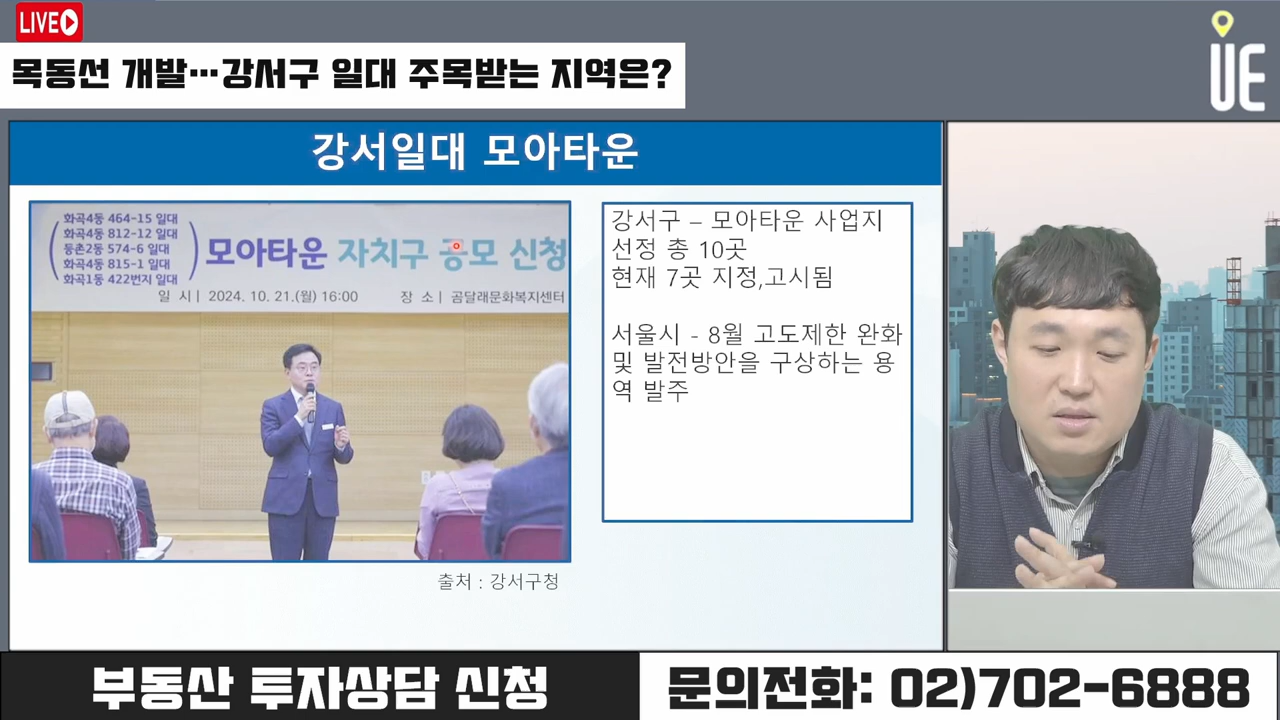 LIVE
목동선 개발…강서구 일대 주목받는 지역은?
UE
강서일대 모아타운
화곡4동 464-15 일대
화곡4동 812-12 일대
등촌2동 574-6 일대
화곡4동 815-1 일대
화곡1동 422번지 일대
모아타운 자치구 공모 신청
일 시 | 2024. 10. 21.(월) 16:00 장 소 | 곰달래문화복지센터
강서구 – 모아타운 사업지
선정 총 10곳
현재 7곳 지정,고시됨
서울시 - 8월 고도제한 완화
및 발전방안을 구상하는 용
역 발주
출처 : 강서구청
부동산 투자상담 신청
문의전화: 02)702-6888